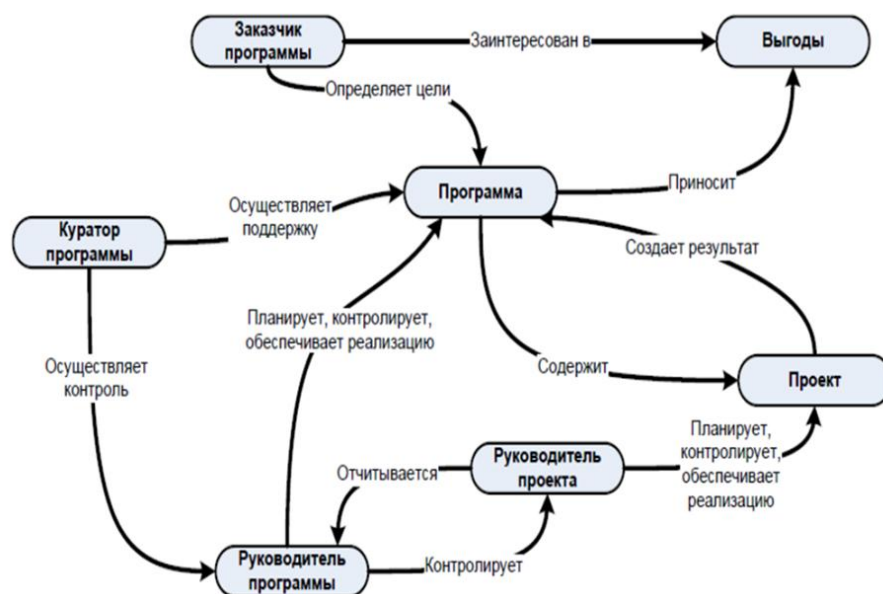 Заказчик
программы
Заинтересован в
Выгоды
Определяет цели
Программа
Приносит
Осуществляет
поддержку
Куратор
программы
Создает результат
Планирует, контролирует,
обеспечивает реализацию
Осуществляет
контроль
Содержит
Проект
Планирует,
контролирует,
обеспечивает
реализацию
Руководитель
проекта
Отчитывается
Руководитель
программы
Контролирует